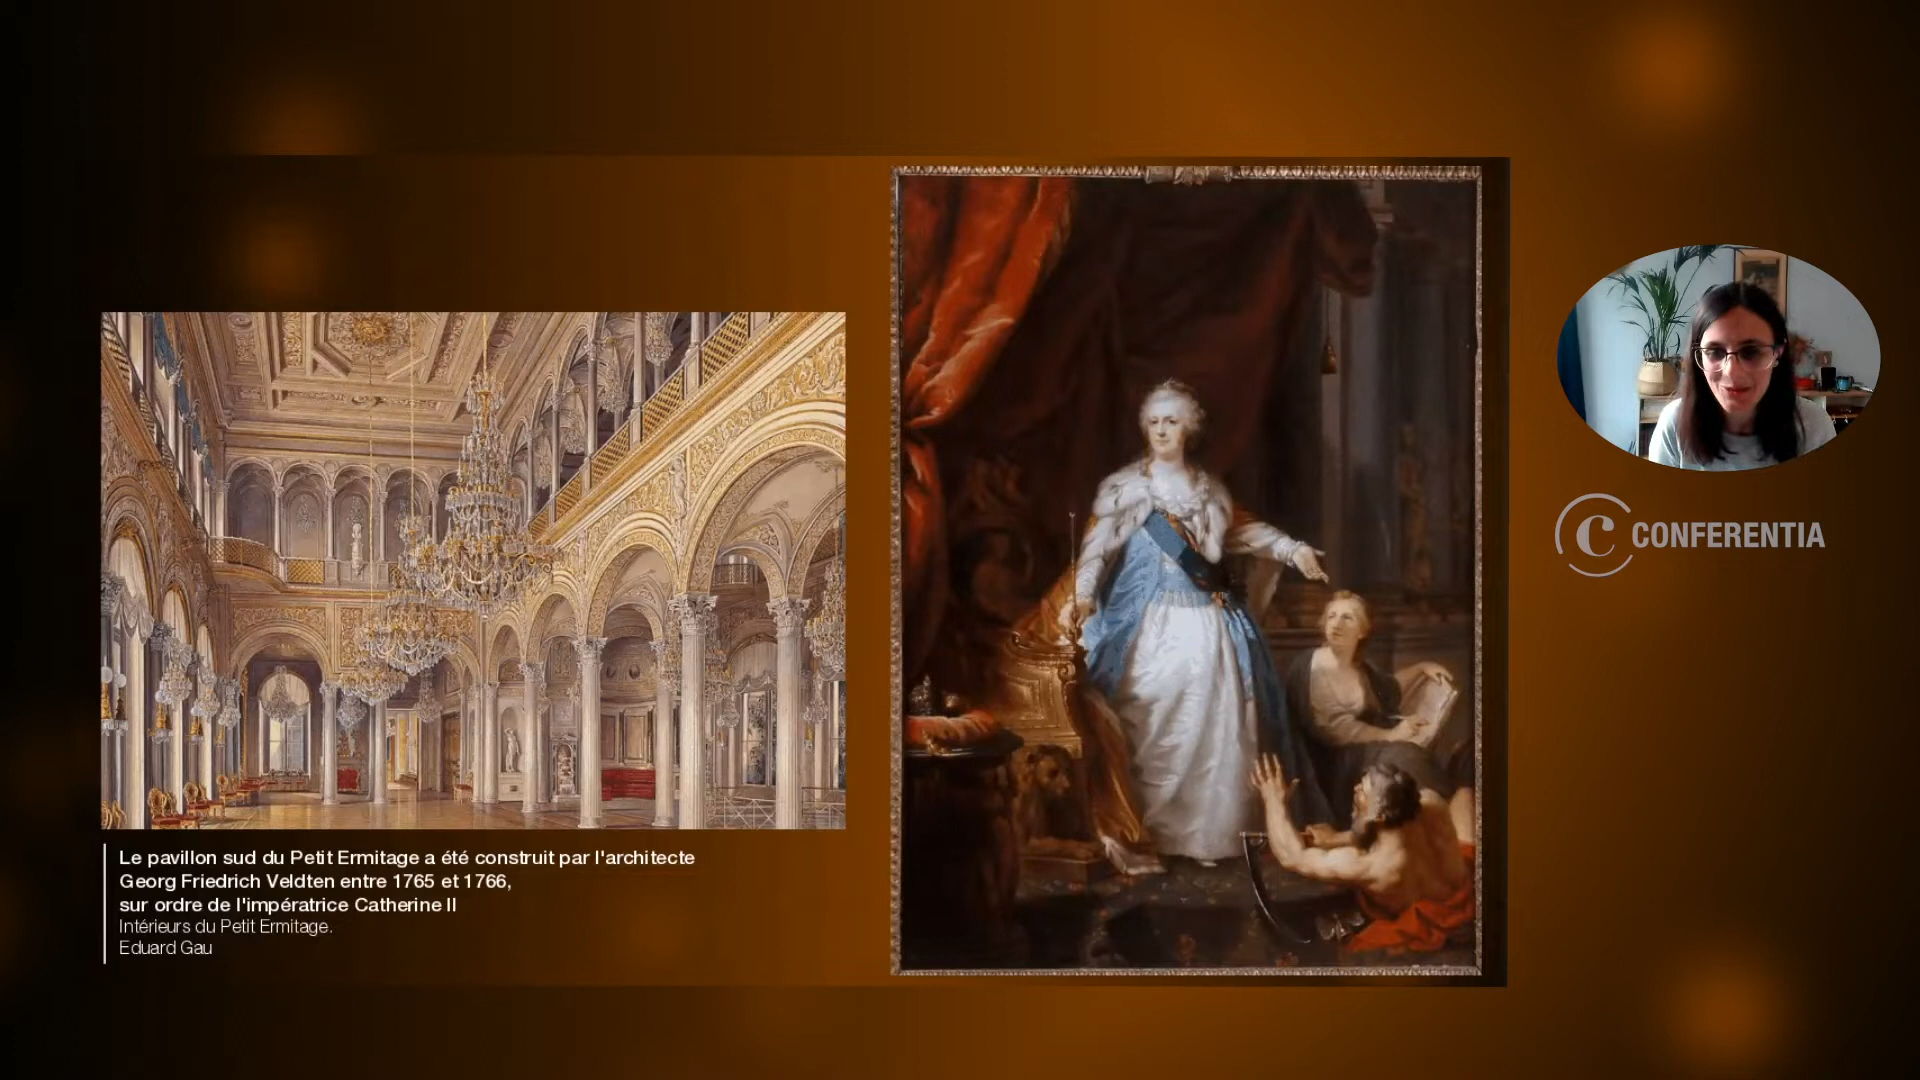 Le pavillon sud du Petit Ermitage a été construit par l'architecte
Georg Friedrich Veldten entre 1765 et 1766,
sur ordre de l'impératrice Catherine II
Intérieurs du Petit Ermitage.
Eduard Gau
C CONFERENTIA